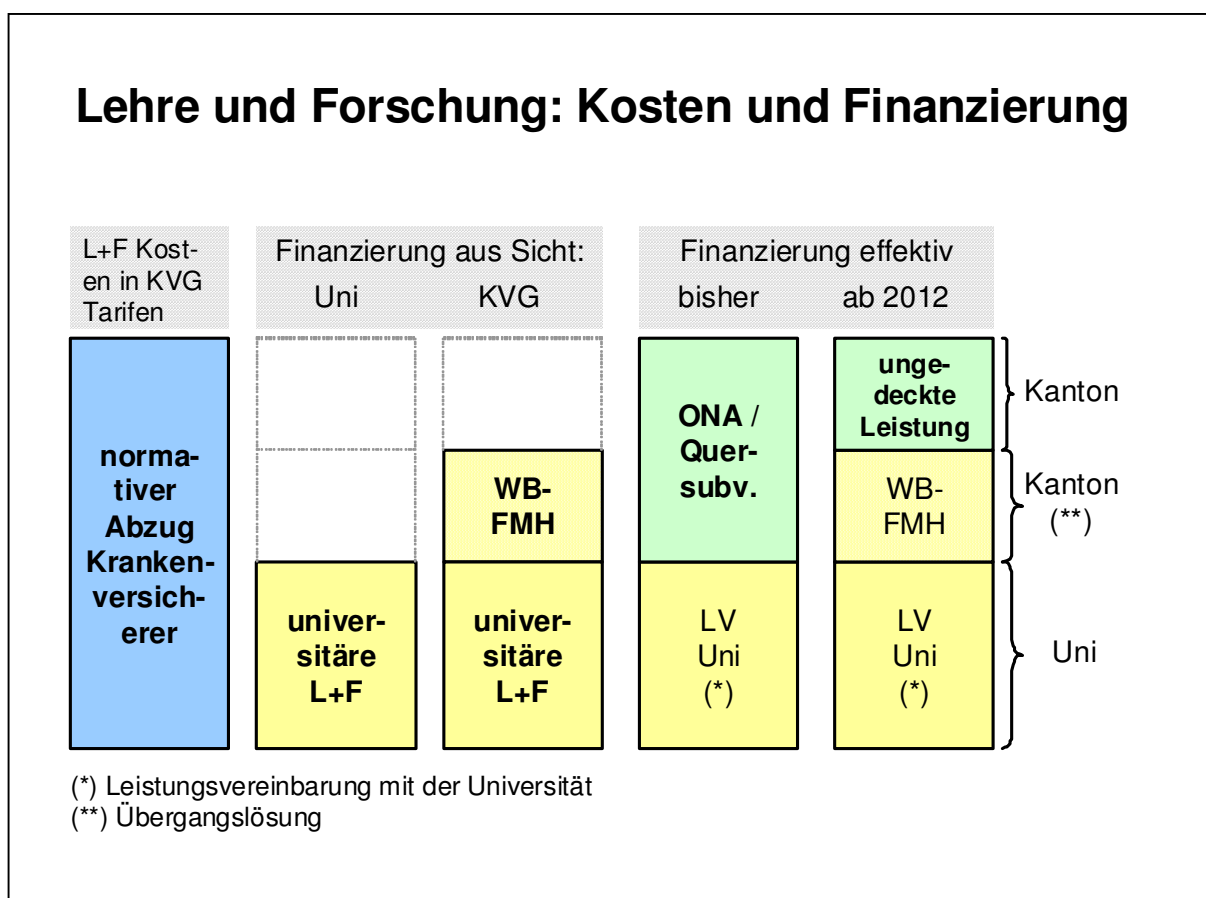 Lehre und Forschung: Kosten und Finanzierung
L+F Kost-
en in KVG
Tarifen
Finanzierung aus Sicht:
Uni KVG
Finanzierung effektiv
bisher ab 2012
norma-
tiver
Abzug
Kranken-
versich-
erer
univer-
sitäre
L+F
WB-
FMH
univer-
sitäre
L+F
ONA /
Quer-
subv.
LV
Uni
(*)
unge-
deckte
Leistung
WB-
FMH
LV
Uni
(*)
Kanton
Kanton
(**)
Uni
(*) Leistungsvereinbarung mit der Universität
(**) Übergangslösung